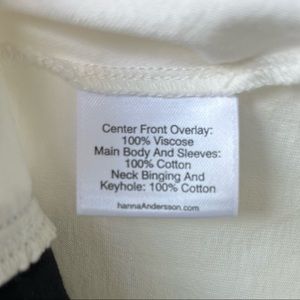 Center Front Overlay:
100% Viscose
Main Body And Sleeves:
100% Cotton
Neck Binging And
Keyhole: 100% Cotton
hannaAndersson.com